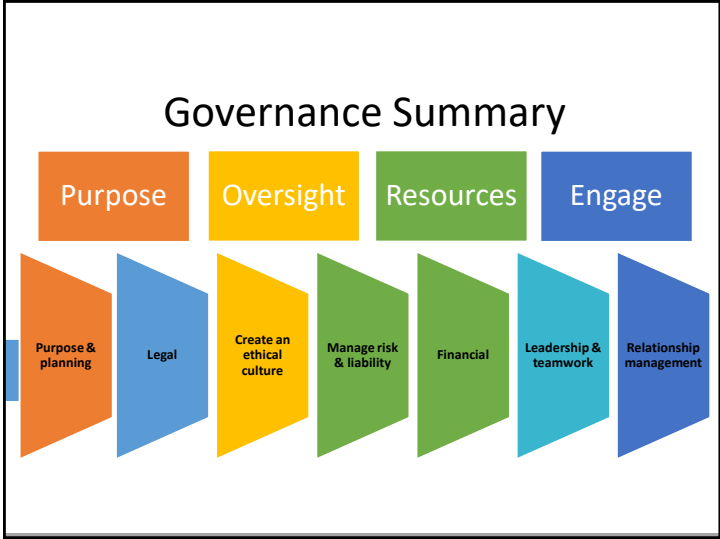 Governance Summary
Purpose
Oversight
Resources
Engage
Purpose &
planning
Legal
Create an
ethical
culture
Manage risk
& liability
Financial
Leadership &
teamwork
Relationship
management